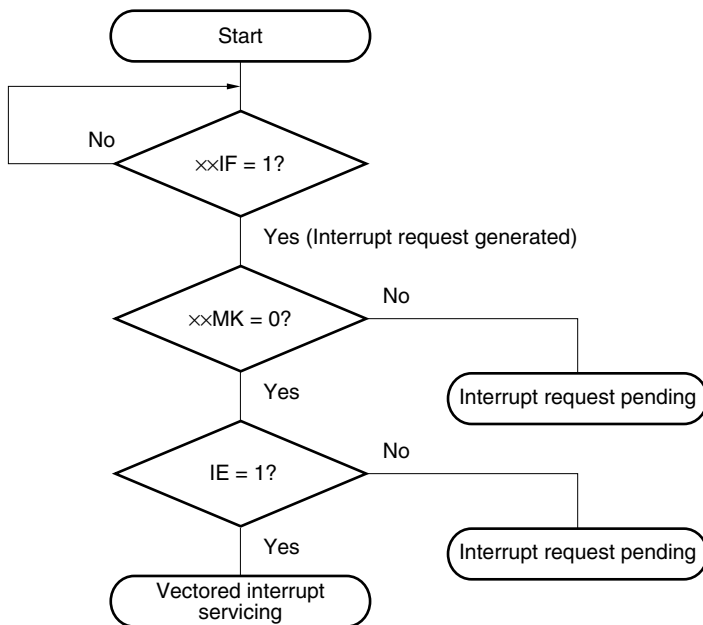 Start
No
××IF = 1?
Yes (Interrupt request generated)
××MK = 0?
No
Yes
Interrupt request pending
IE = 1?
No
Yes
Interrupt request pending
Vectored interrupt
servicing